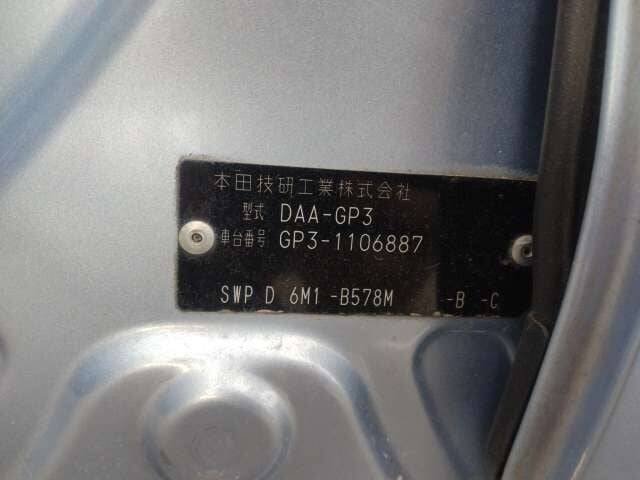 本田技研工業株式会社
型式 DAA-GP3
車台番号 GP3-1106887
SWP D 6M1 -B578M -B -C